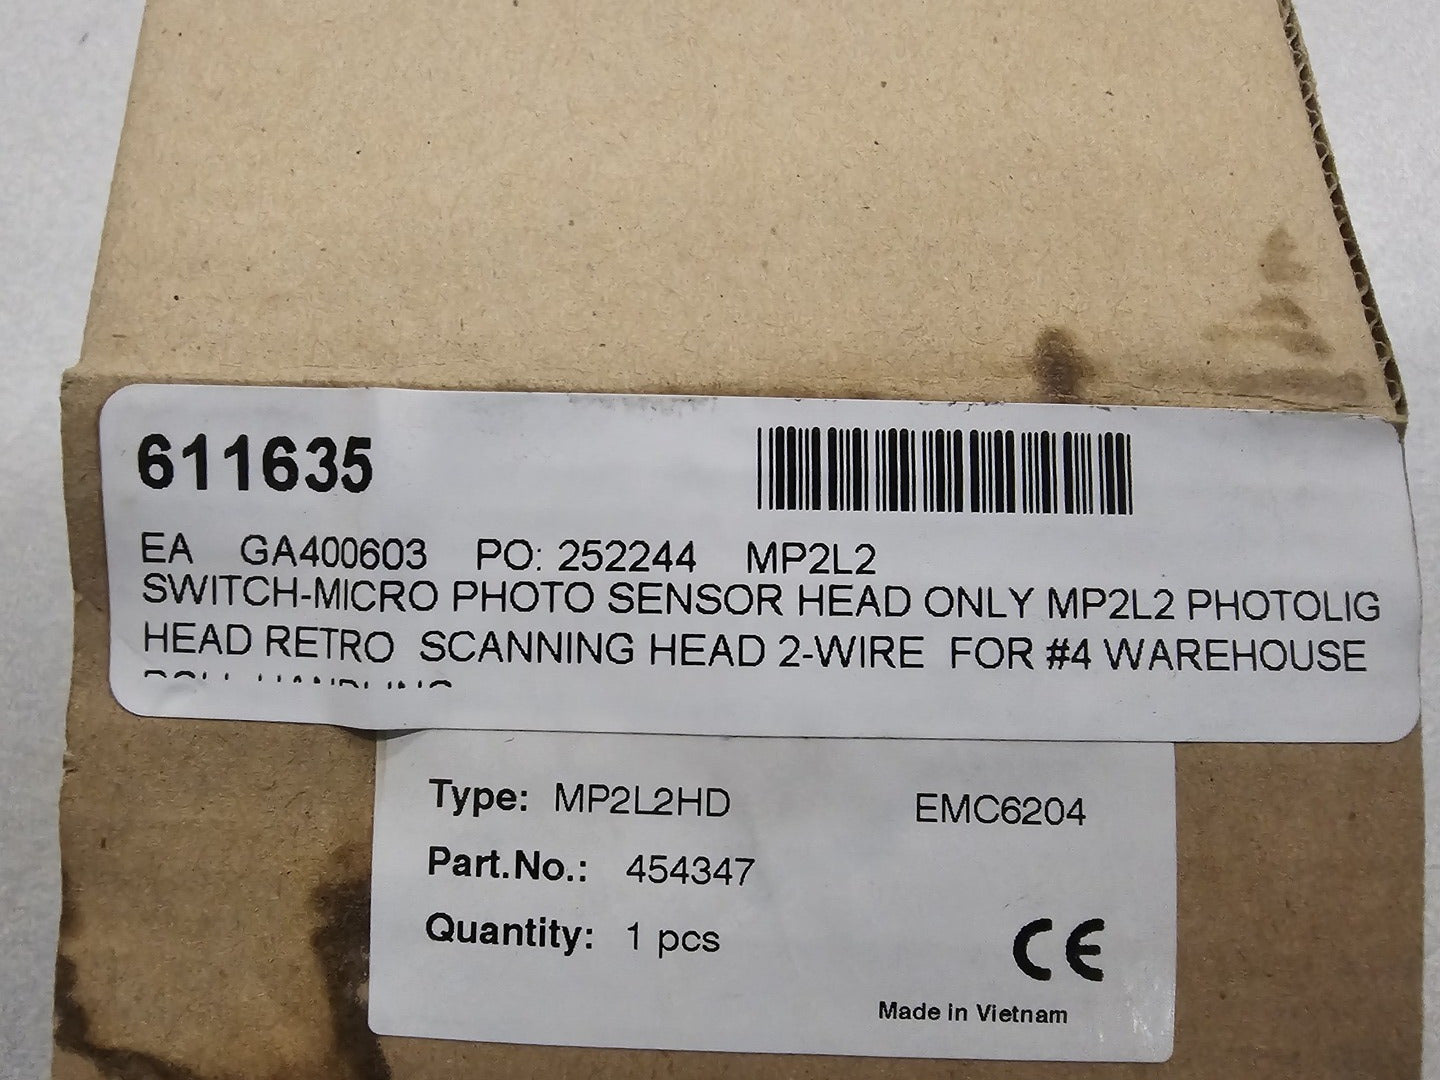 611635
EA GA400603 PO: 252244 MP2L2
SWITCH-MICRO PHOTO SENSOR HEAD ONLY MP2L2 PHOTOLIG
HEAD RETRO SCANNING HEAD 2-WIRE FOR #4 WAREHOUSE
Type: MP2L2HD EMC6204
Part.No.: 454347
Quantity: 1 pcs
CE
Made in Vietnam